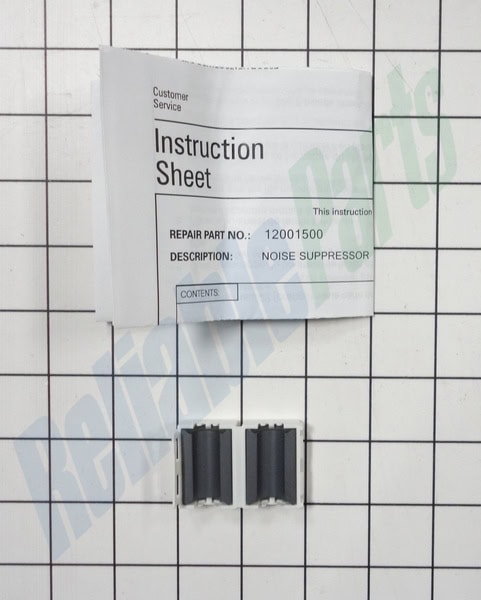 Customer
Service
Instruction
Sheet
This instruction
REPAIR PART NO.: 12001500
DESCRIPTION: NOISE SUPPRESSOR
CONTENTS:
ReliableParts